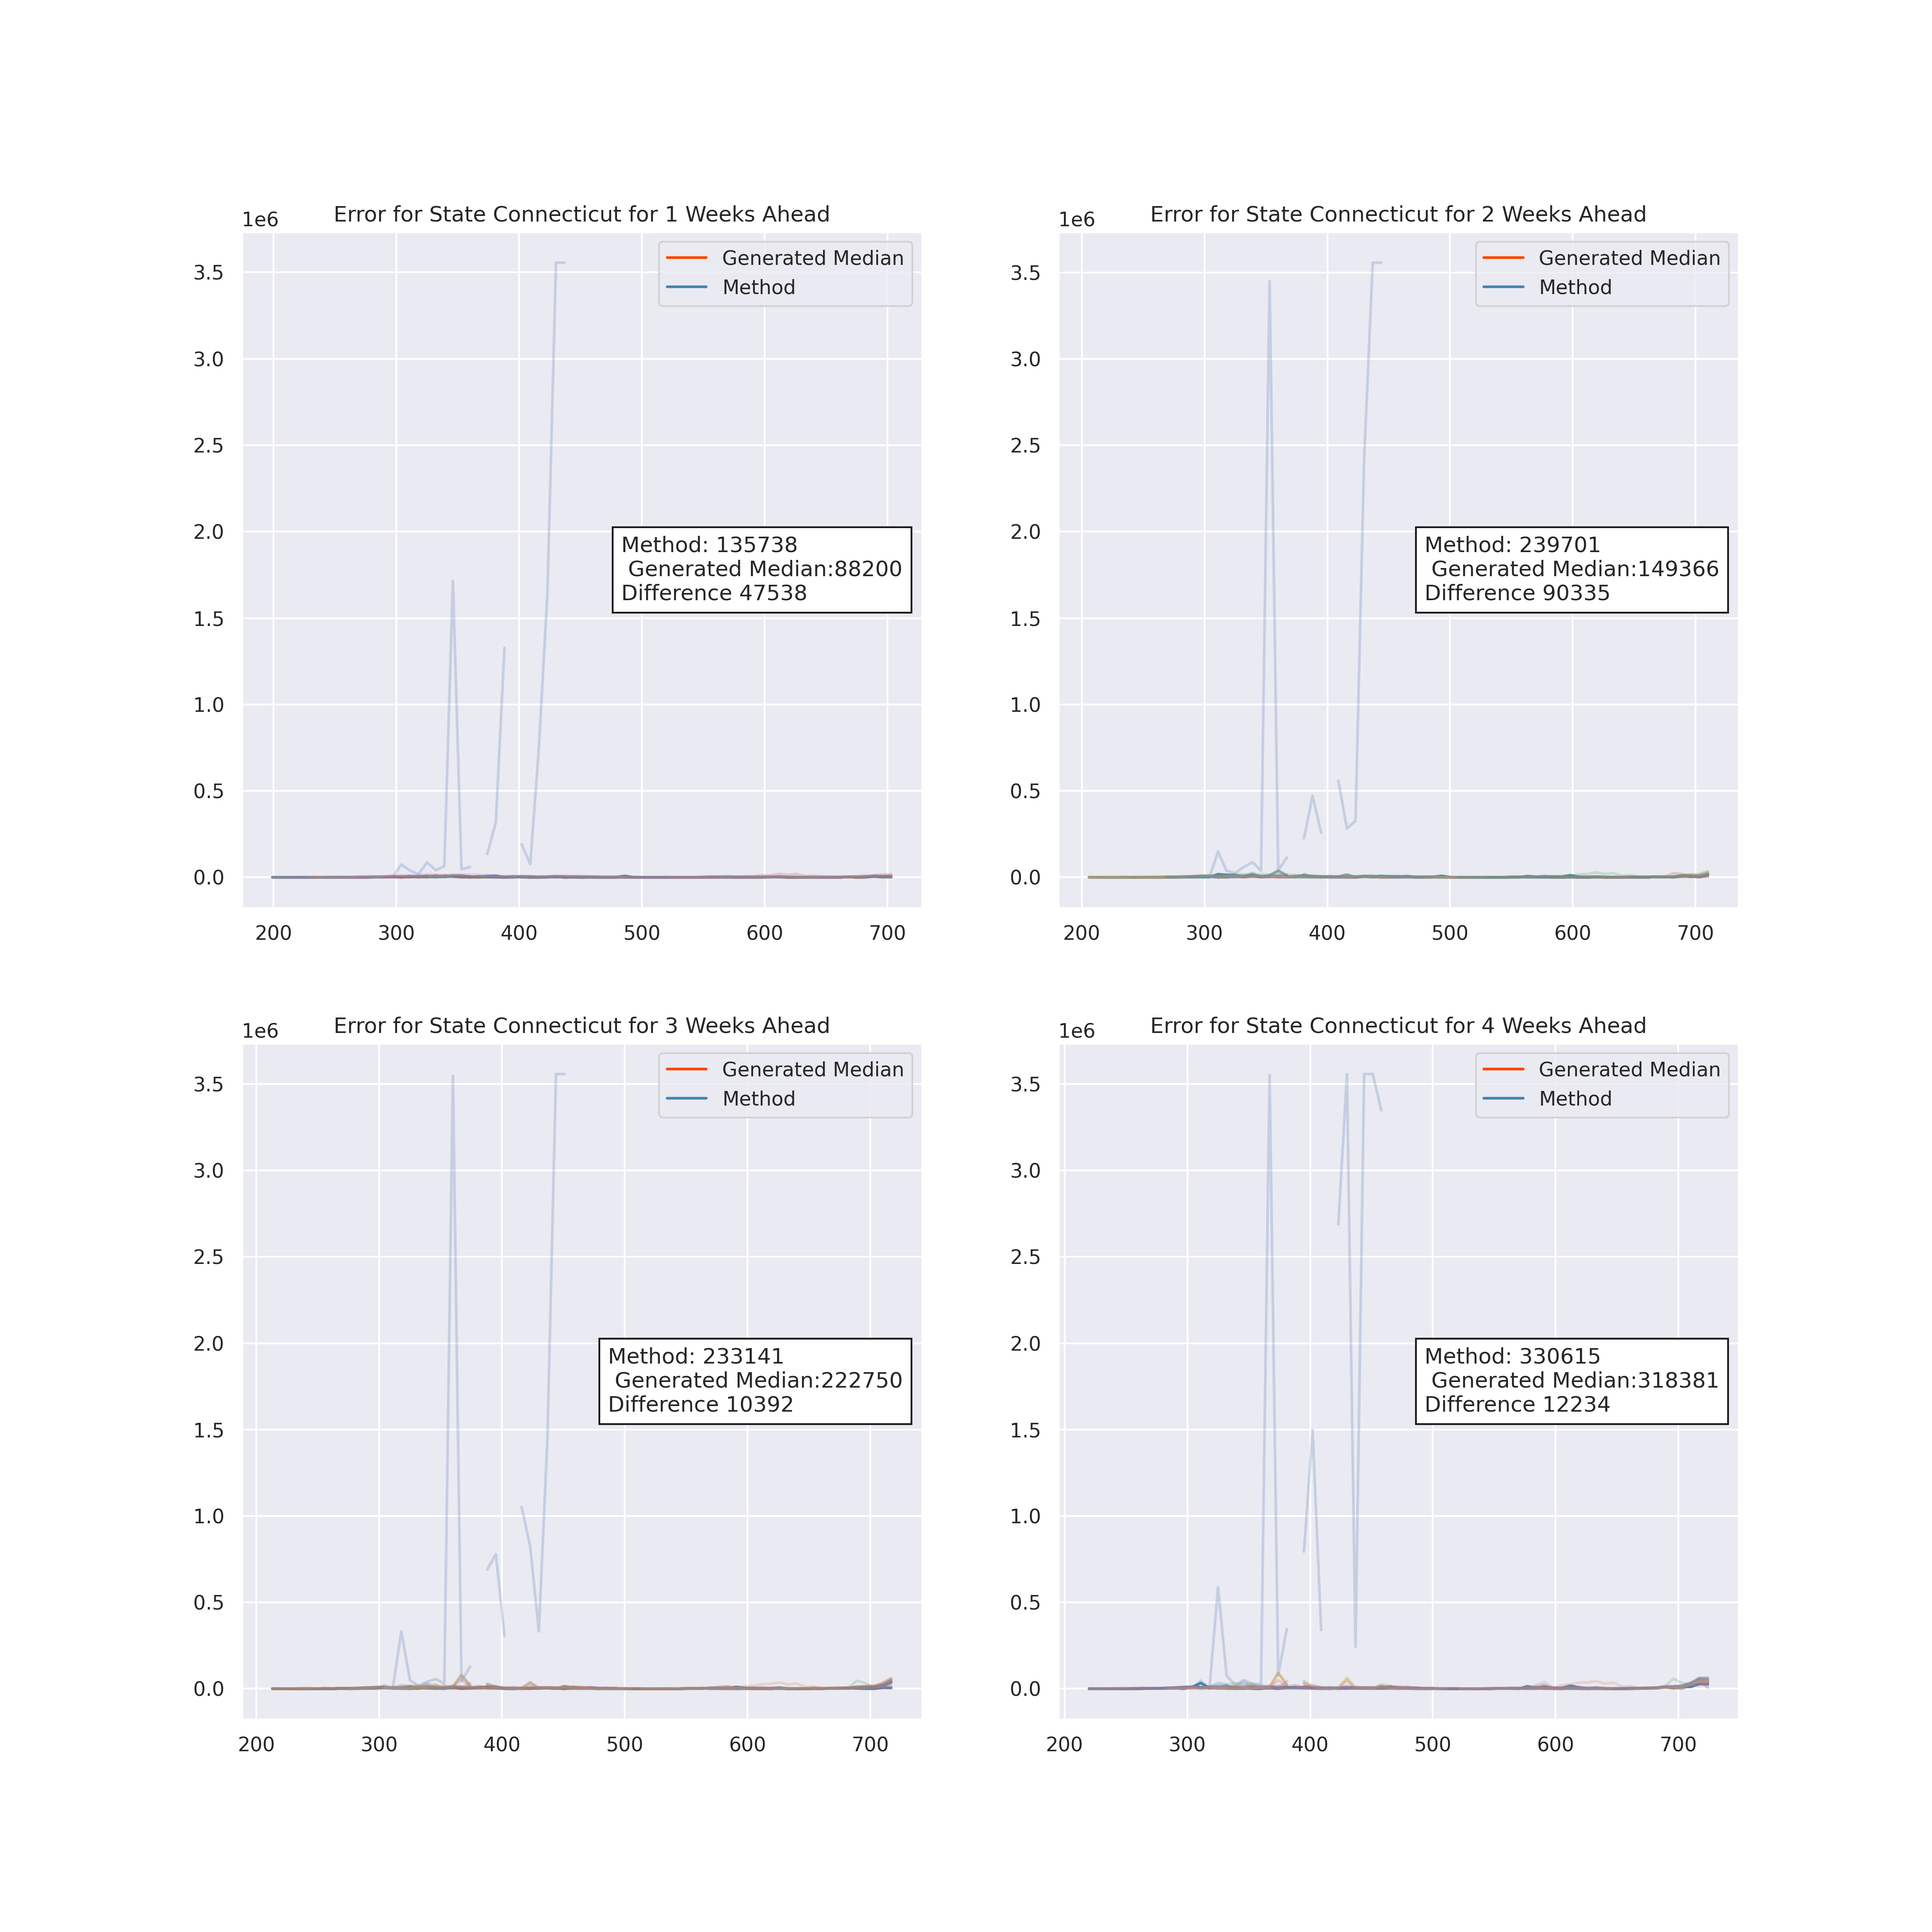 Error for State Connecticut for 1 Weeks Ahead
1e6
Generated Median
Method
3.5
3.0
2.5
2.0
1.5
1.0
0.5
0.0
Method: 135738
Generated Median:88200
Difference 47538
200 300 400 500 600 700
Error for State Connecticut for 2 Weeks Ahead
1e6
Generated Median
Method
3.5
3.0
2.5
2.0
1.5
1.0
0.5
0.0
Method: 239701
Generated Median:149366
Difference 90335
200 300 400 500 600 700
Error for State Connecticut for 3 Weeks Ahead
1e6
Generated Median
Method
3.5
3.0
2.5
2.0
1.5
1.0
0.5
0.0
Method: 233141
Generated Median:222750
Difference 10392
200 300 400 500 600 700
Error for State Connecticut for 4 Weeks Ahead
1e6
Generated Median
Method
3.5
3.0
2.5
2.0
1.5
1.0
0.5
0.0
Method: 330615
Generated Median:318381
Difference 12234
200 300 400 500 600 700